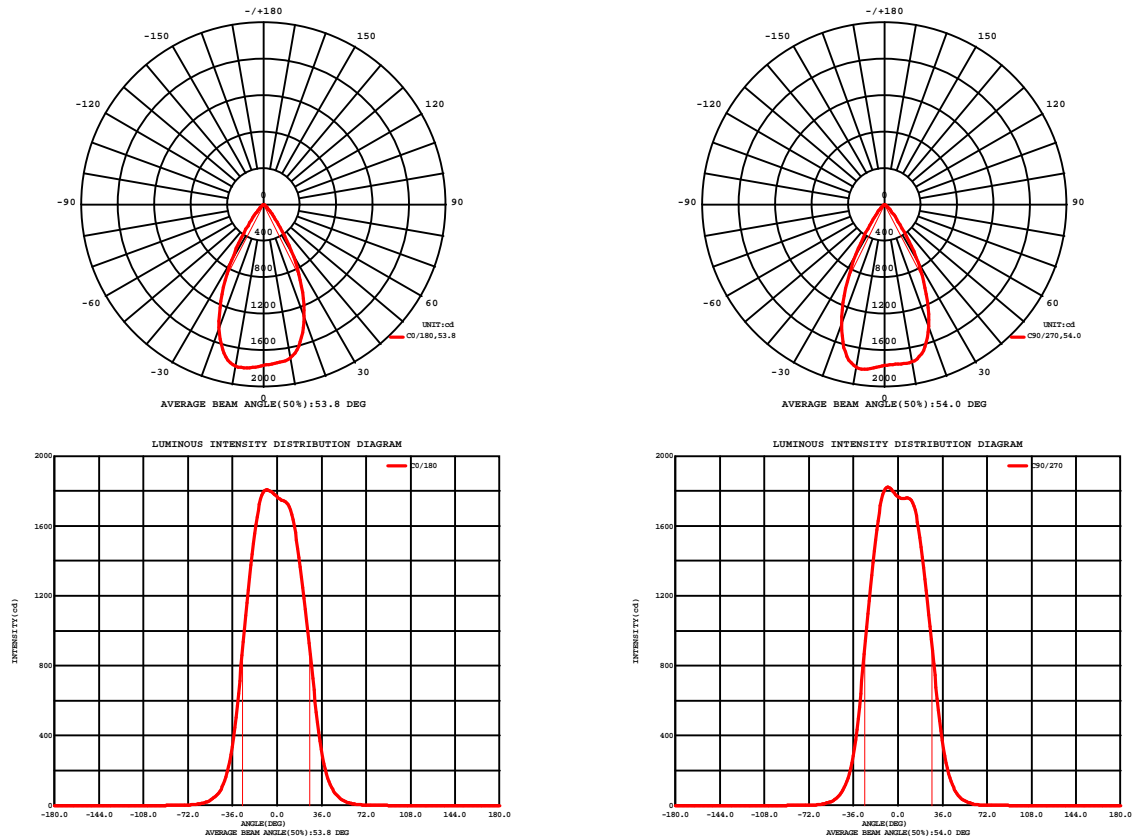 -/+180
-150
150
-120
120
-90
90
0
400
800
1200
1600
2000
-60
60
-30
30
0
UNIT:cd
C0/180,53.8
AVERAGE BEAM ANGLE(50%):53.8 DEG
-/+180
-150
150
-120
120
-90
90
0
400
800
1200
1600
2000
-60
60
-30
30
0
UNIT:cd
C90/270,54.0
AVERAGE BEAM ANGLE(50%):54.0 DEG
LUMINOUS INTENSITY DISTRIBUTION DIAGRAM
C0/180
INTENSITY(cd)
2000
1600
1200
800
400
0
-180.0 -144.0 -108.0 -72.0 -36.0 0.0 36.0 72.0 108.0 144.0 180.0
ANGLE(DEG)
AVERAGE BEAM ANGLE(50%):53.8 DEG
LUMINOUS INTENSITY DISTRIBUTION DIAGRAM
C90/270
INTENSITY(cd)
2000
1600
1200
800
400
0
-180.0 -144.0 -108.0 -72.0 -36.0 0.0 36.0 72.0 108.0 144.0 180.0
ANGLE(DEG)
AVERAGE BEAM ANGLE(50%):54.0 DEG